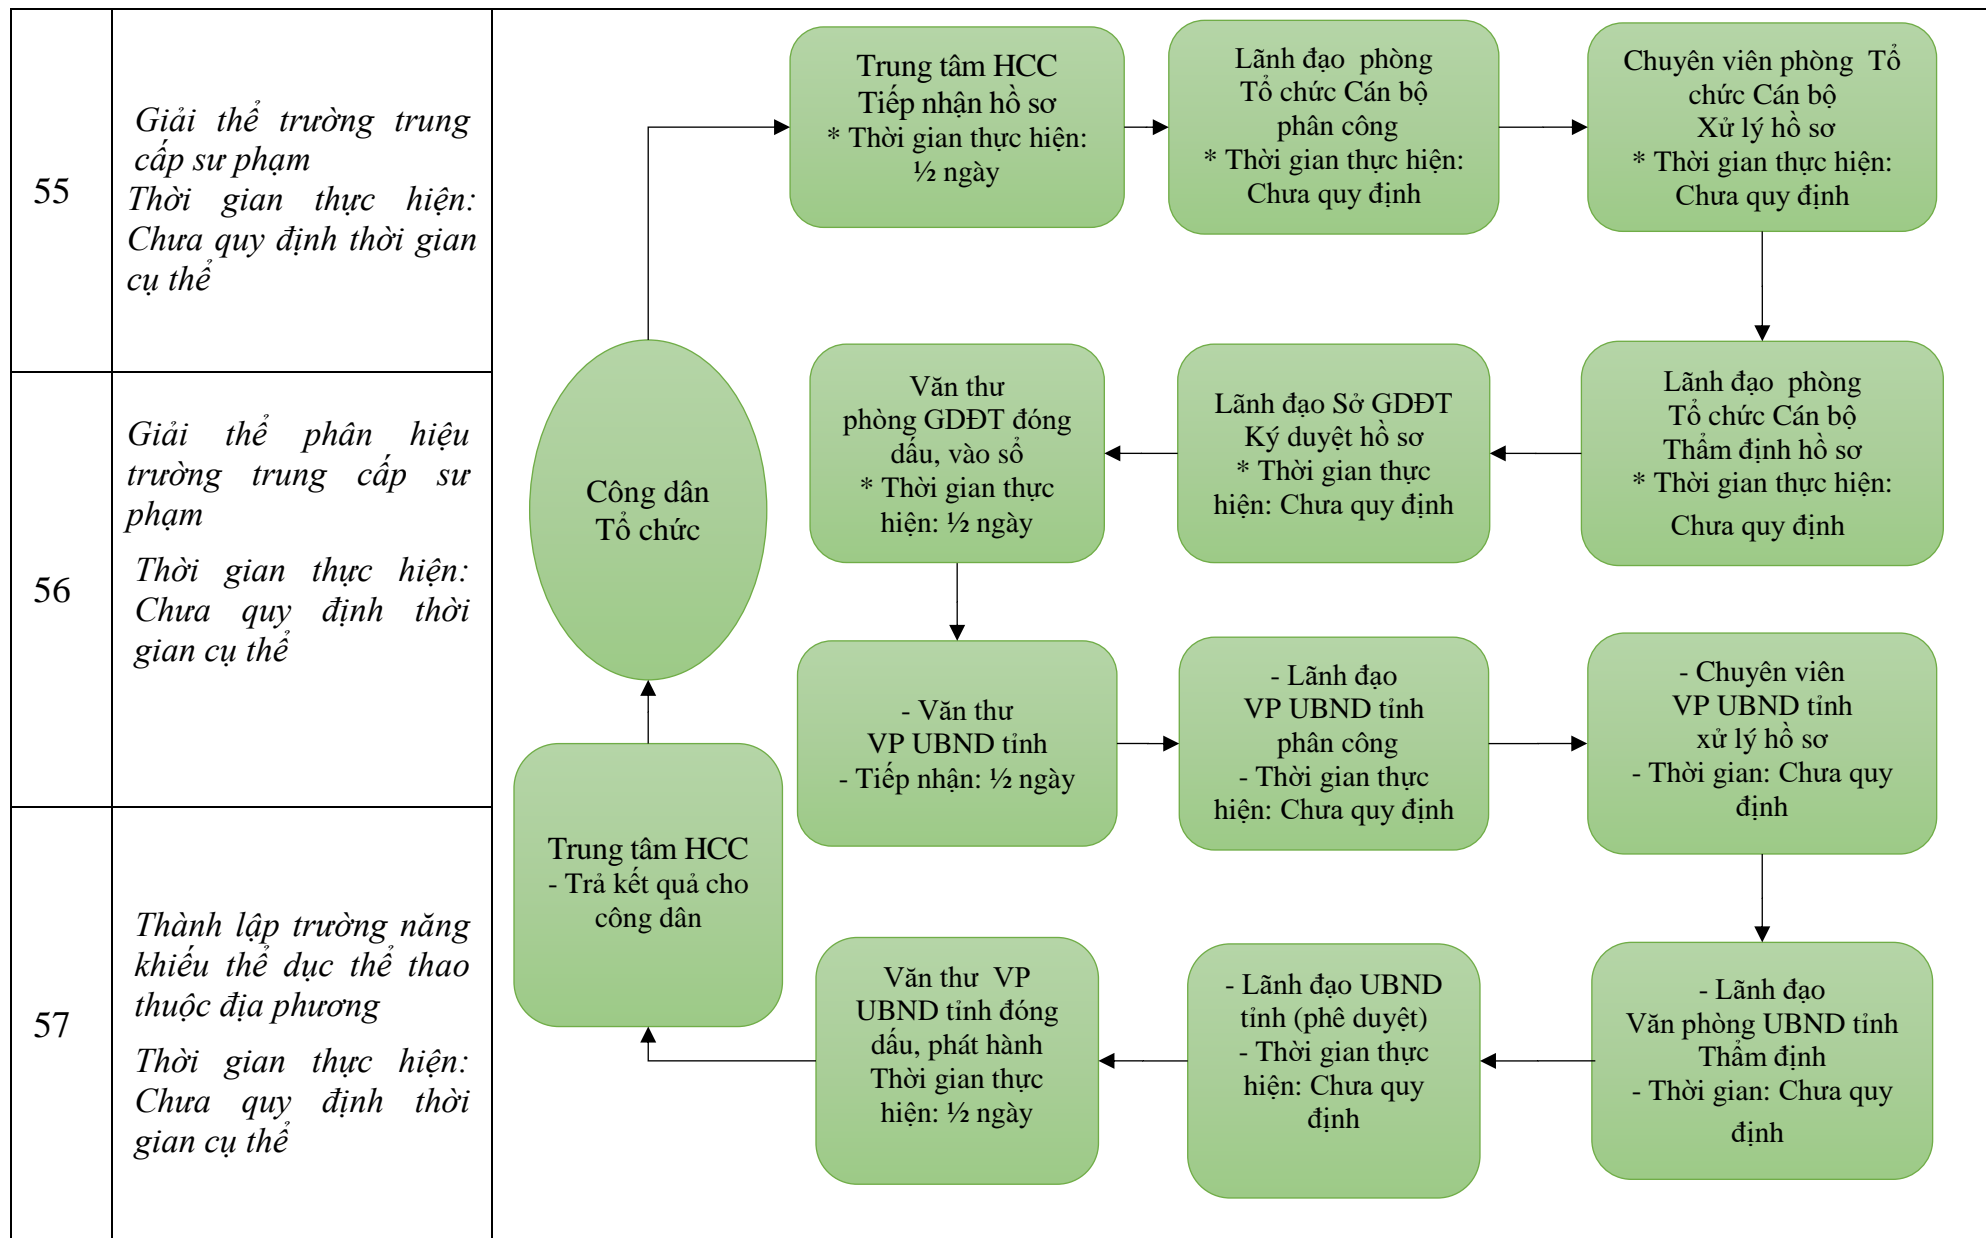 55
Giải thể trường trung
cấp sư phạm
Thời gian thực hiện:
Chưa quy định thời gian
cụ thể
56
Giải thể phân hiệu
trường trung cấp sư
phạm
Thời gian thực hiện:
Chưa quy định thời
gian cụ thể
57
Thành lập trường năng
khiếu thể dục thể thao
thuộc địa phương
Thời gian thực hiện:
Chưa quy định thời
gian cụ thể
Công dân
Tổ chức
Trung tâm HCC
Tiếp nhận hồ sơ
* Thời gian thực hiện:
½ ngày
Lãnh đạo phòng
Tổ chức Cán bộ
phân công
* Thời gian thực hiện:
Chưa quy định
Chuyên viên phòng Tổ
chức Cán bộ
Xử lý hồ sơ
* Thời gian thực hiện:
Chưa quy định
Lãnh đạo phòng
Tổ chức Cán bộ
Thẩm định hồ sơ
* Thời gian thực hiện:
Chưa quy định
Lãnh đạo Sở GDĐT
Ký duyệt hồ sơ
* Thời gian thực
hiện: Chưa quy định
Văn thư
phòng GDĐT đóng
dấu, vào sổ
* Thời gian thực
hiện: ½ ngày
- Văn thư
VP UBND tỉnh
- Tiếp nhận: ½ ngày
- Lãnh đạo
VP UBND tỉnh
phân công
- Thời gian thực
hiện: Chưa quy định
- Chuyên viên
VP UBND tỉnh
xử lý hồ sơ
- Thời gian: Chưa quy
định
- Lãnh đạo
Văn phòng UBND tỉnh
Thẩm định
- Thời gian: Chưa quy
định
- Lãnh đạo UBND
tỉnh (phê duyệt)
- Thời gian thực
hiện: Chưa quy
định
Văn thư VP
UBND tỉnh đóng
dấu, phát hành
Thời gian thực
hiện: ½ ngày
Trung tâm HCC
- Trả kết quả cho
công dân